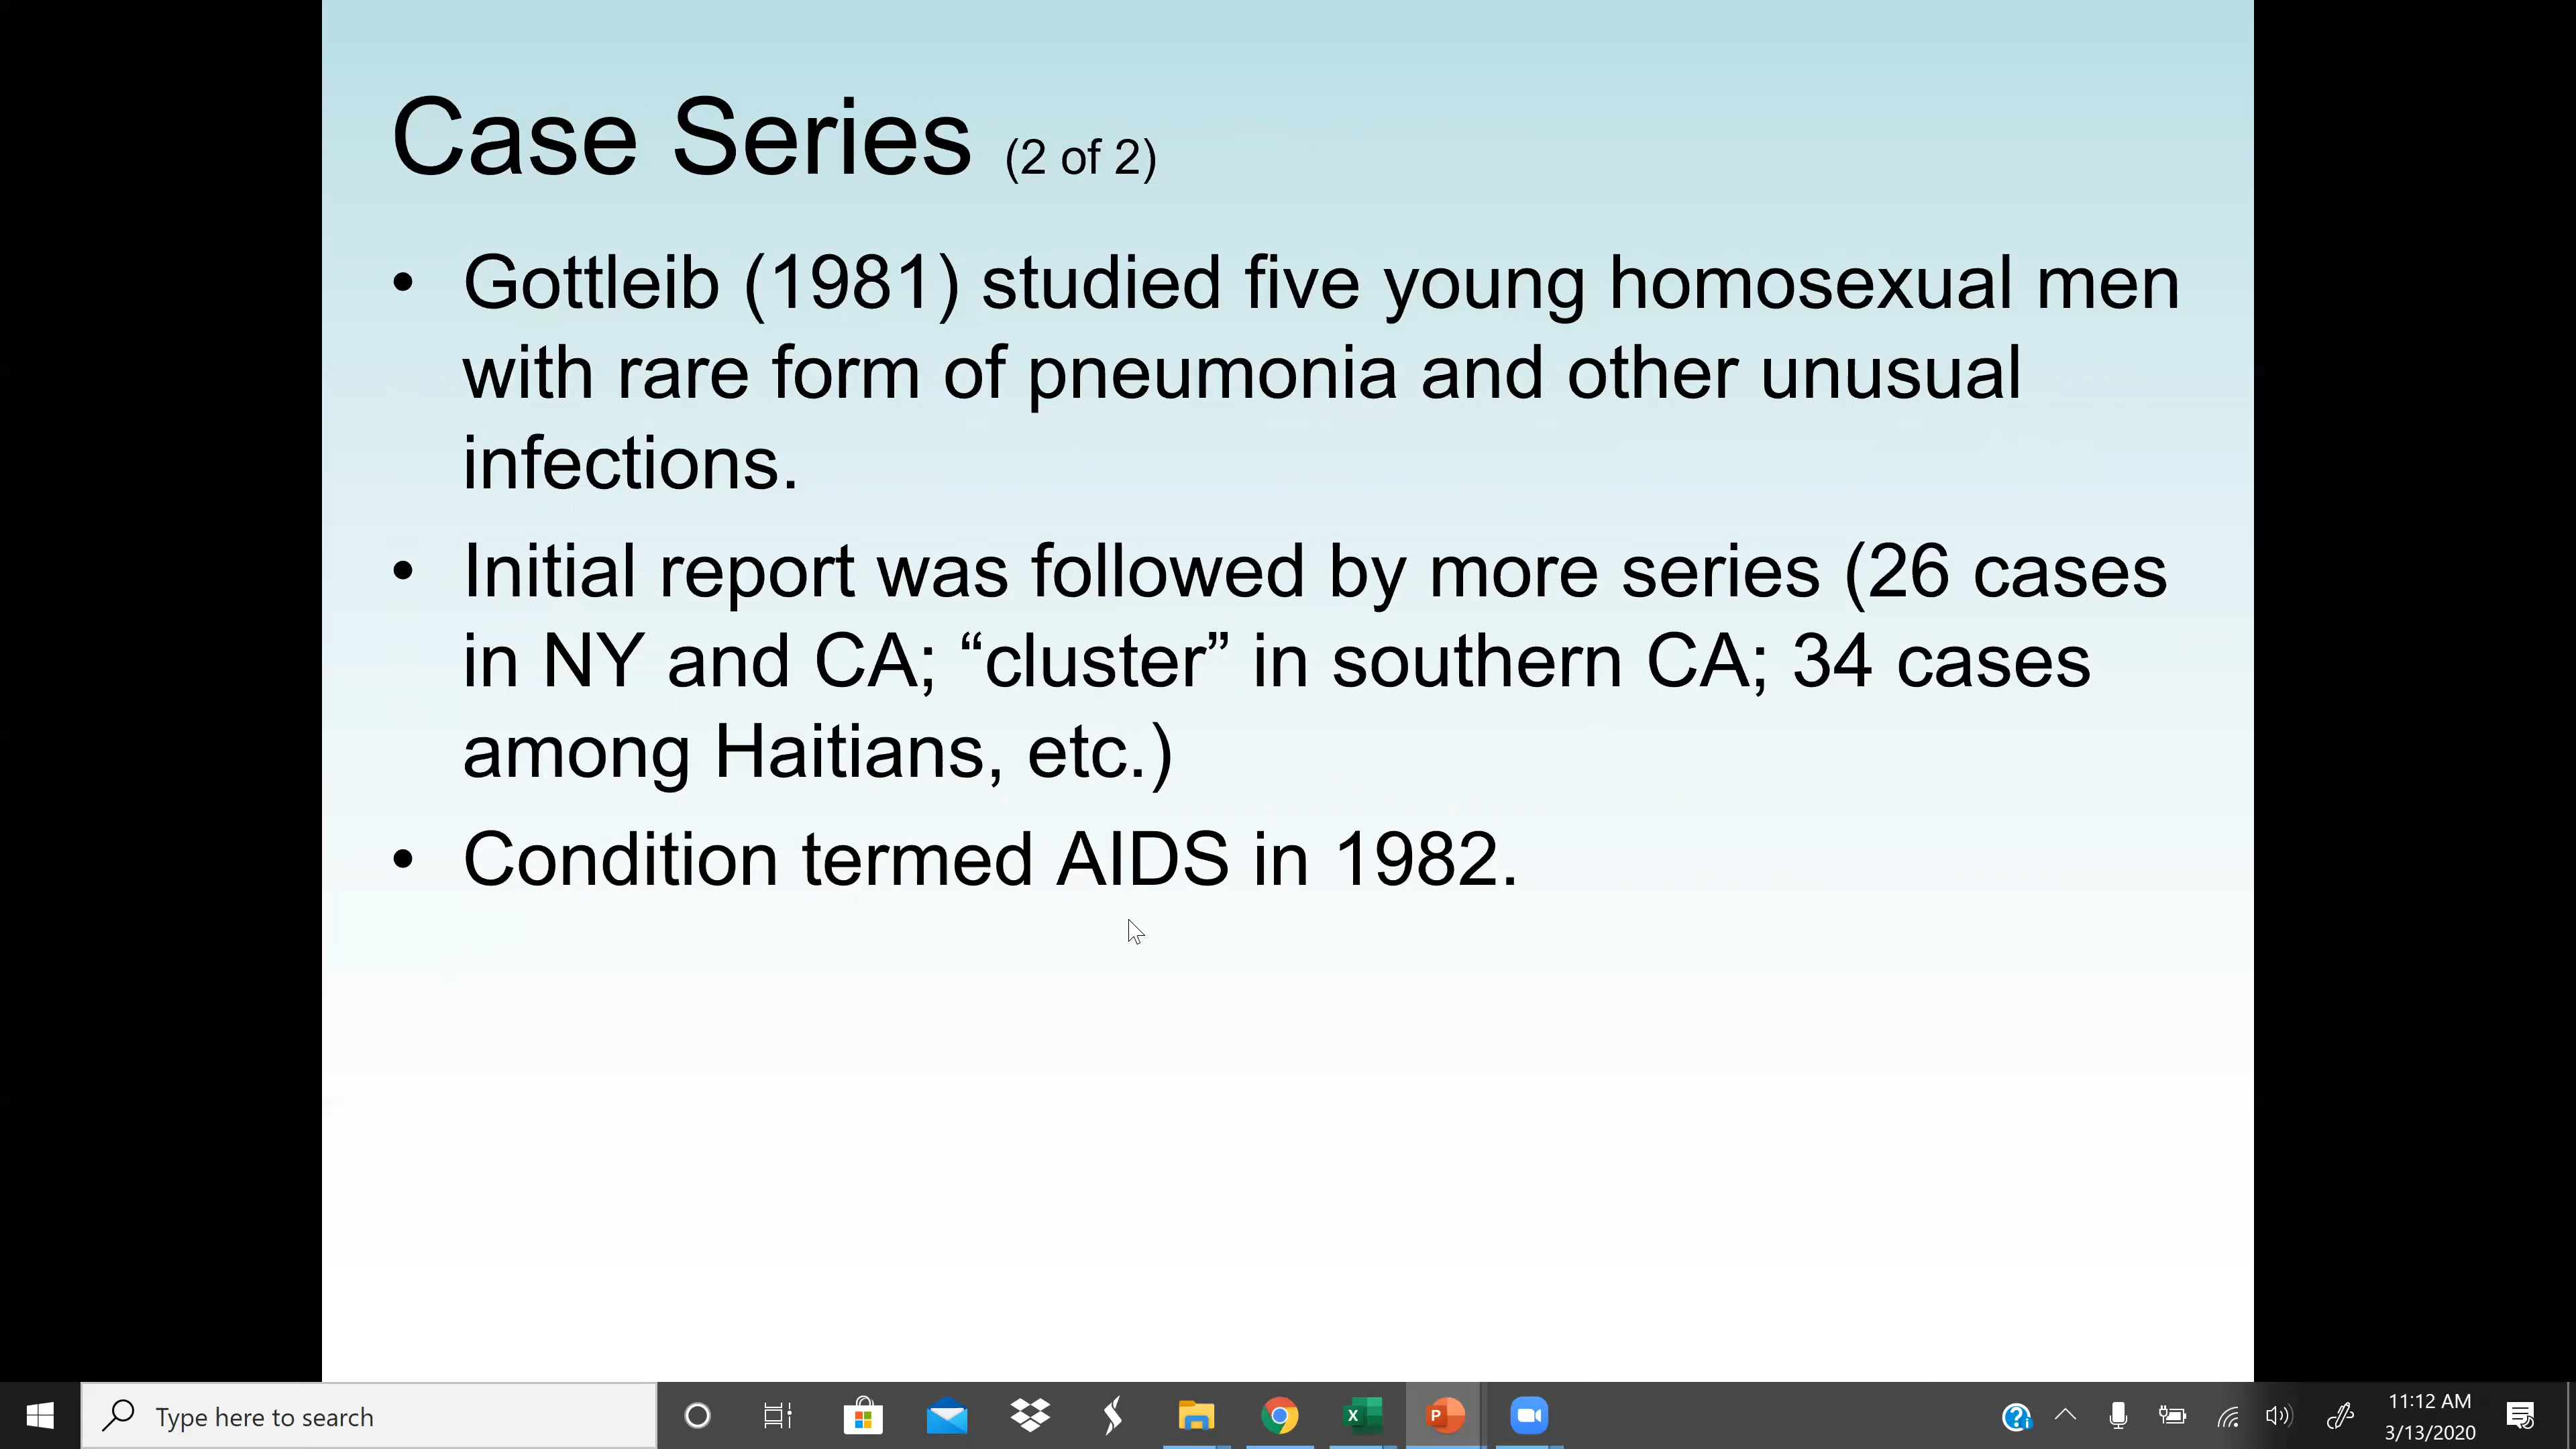 Case Series (2 of 2)
• Gottleib (1981) studied five young homosexual men
with rare form of pneumonia and other unusual
infections.
• Initial report was followed by more series (26 cases
in NY and CA; “cluster” in southern CA; 34 cases
among Haitians, etc.)
• Condition termed AIDS in 1982.
Type here to search
11:12 AM
3/13/2020